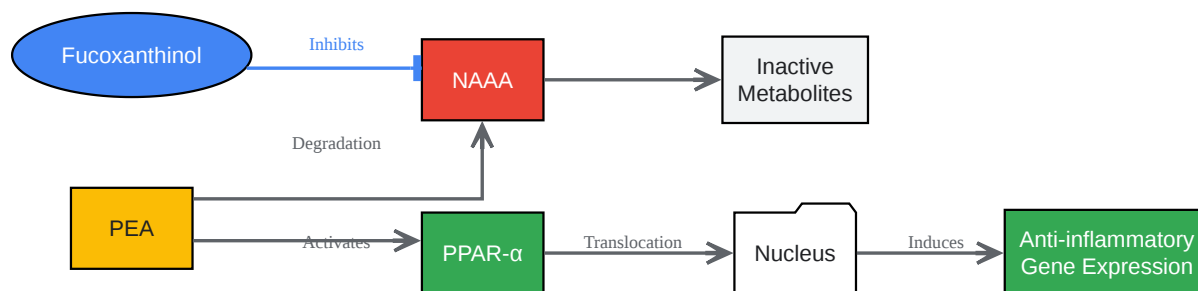 Fucoxanthinol
Inhibits
NAAA
Inactive
Metabolites
Degradation
PEA
Activates
PPAR-α
Translocation
Nucleus
Induces
Anti-inflammatory
Gene Expression